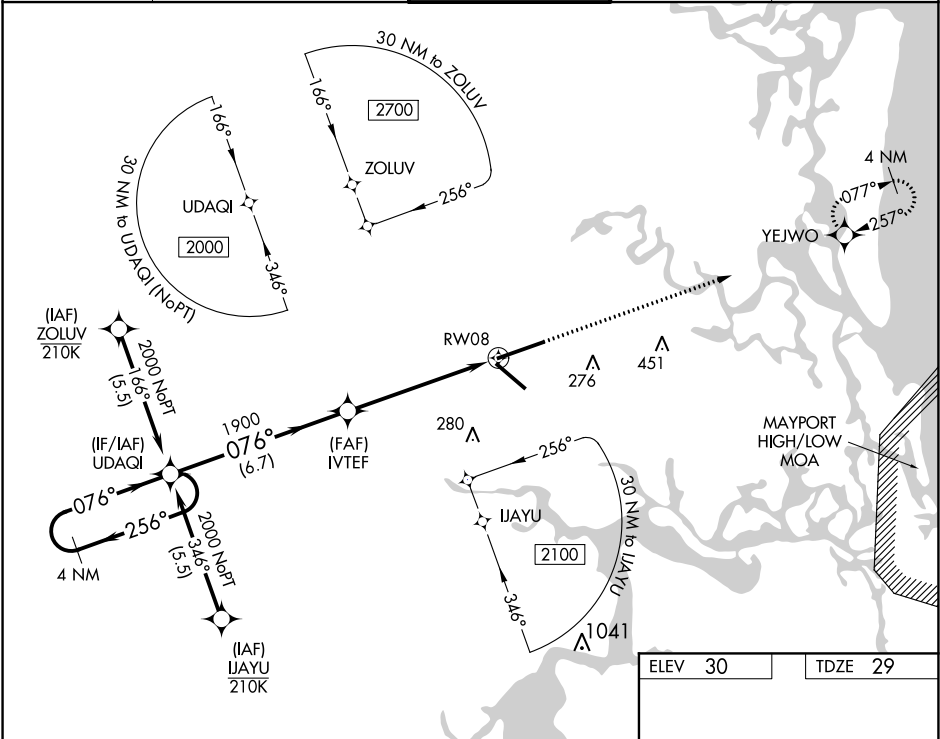 30 NM to ZOLUV
166°
2700
ZOLUV
256°
166°
30 NM to UDAQI (NoPT)
UDAQI
2000
346°
4 NM
077°
257°
YEJWO
(IAF)
ZOLUV
210K
2000 NoPT
166°
(5.5)
RW08
276
451
1900
076°
(6.7)
(FAF)
IVTEF
280
MAYPORT
HIGH/LOW
MOA
(IF/IAF)
UDAQI
076°
256°
4 NM
2000 NoPT
346°
(5.5)
256°
IJAYU
30 NM to IJAYU
2100
346°
1041
(IAF)
IJAYU
210K
ELEV 30
TDZE 29